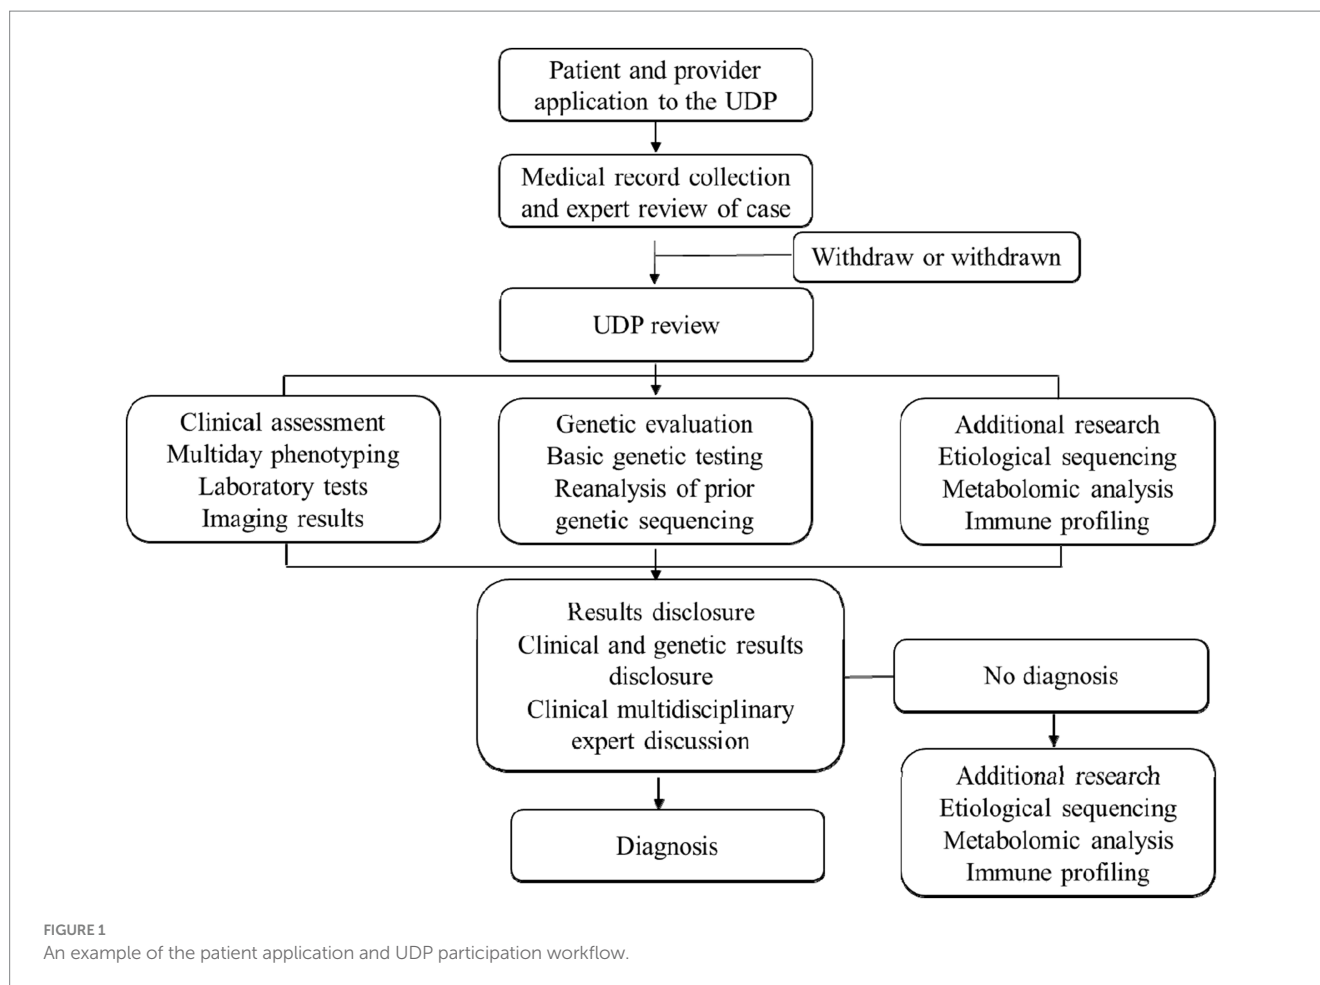 Patient and provider
application to the UDP
Medical record collection
and expert review of case
Withdraw or withdrawn
UDP review
Clinical assessment
Multiday phenotyping
Laboratory tests
Imaging results
Genetic evaluation
Basic genetic testing
Reanalysis of prior
genetic sequencing
Additional research
Etiological sequencing
Metabolomic analysis
Immune profiling
Results disclosure
Clinical and genetic results
disclosure
Clinical multidisciplinary
expert discussion
No diagnosis
Additional research
Etiological sequencing
Metabolomic analysis
Immune profiling
Diagnosis
FIGURE 1
An example of the patient application and UDP participation workflow.